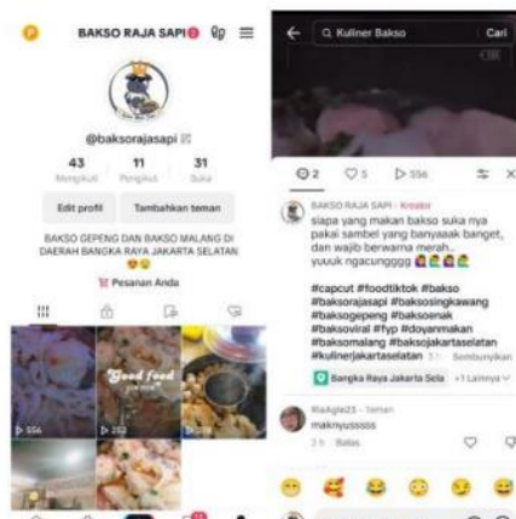 BAKSO RAJA SAPI
@baksorajasapi
43
11
31
Mengikuti
Pengikut
Suka
Edit profil
Tambahkan teman
BAKSO GEPENG DAN BAKSO MALANG DI
DAERAH BANGKA RAYA JAKARTA SELATAN
Pesanan Anda
556
"Good food
252
Kuliner Bakso
Cari
2
5
556
BAKSO RAJA SAPI · Kreator
siapa yang makan bakso suka nya
pakai sambel yang banyaaak banget,
dan wajib berwarna merah..
yuuuk ngacungggg
#capcut #foodtiktok #bakso
#baksorajasapi #baksosingkawang
#baksogepeng #baksoenak
#baksoviral #fyp #doyanmakan
#baksomalang #baksojakartaselatan
#kulinerjakartaselatan 3 h Sembunyikan
Bangka Raya Jakarta Sela
+1 Lainnya
RiaAgle23 · Teman
maknyusssss
2 h Balas